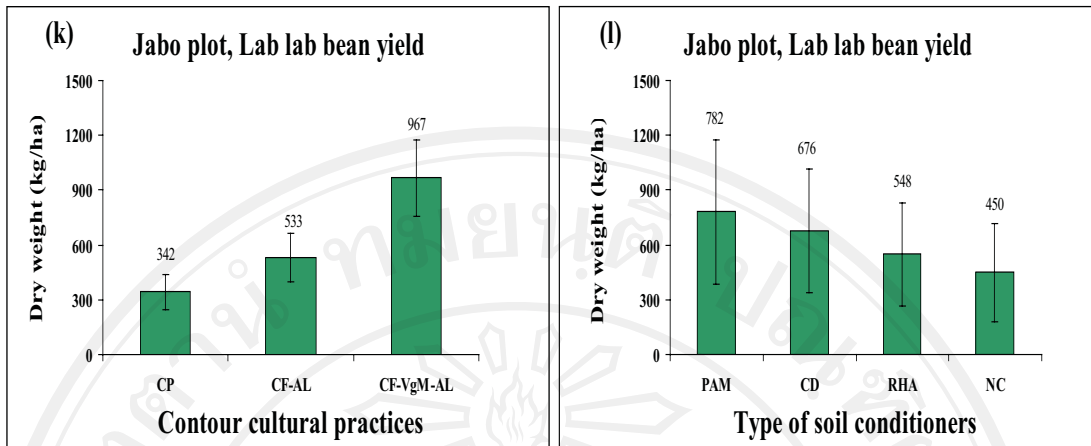 (k)
Jabo plot, Lab lab bean yield
Dry weight (kg/ha)
1500
1200
900
600
300
0
342
533
967
CP CF-AL CF-VgM-AL
Contour cultural practices
(l)
Jabo plot, Lab lab bean yield
Dry weight (kg/ha)
1500
1200
900
600
300
0
782
676
548
450
PAM CD RHA NC
Type of soil conditioners